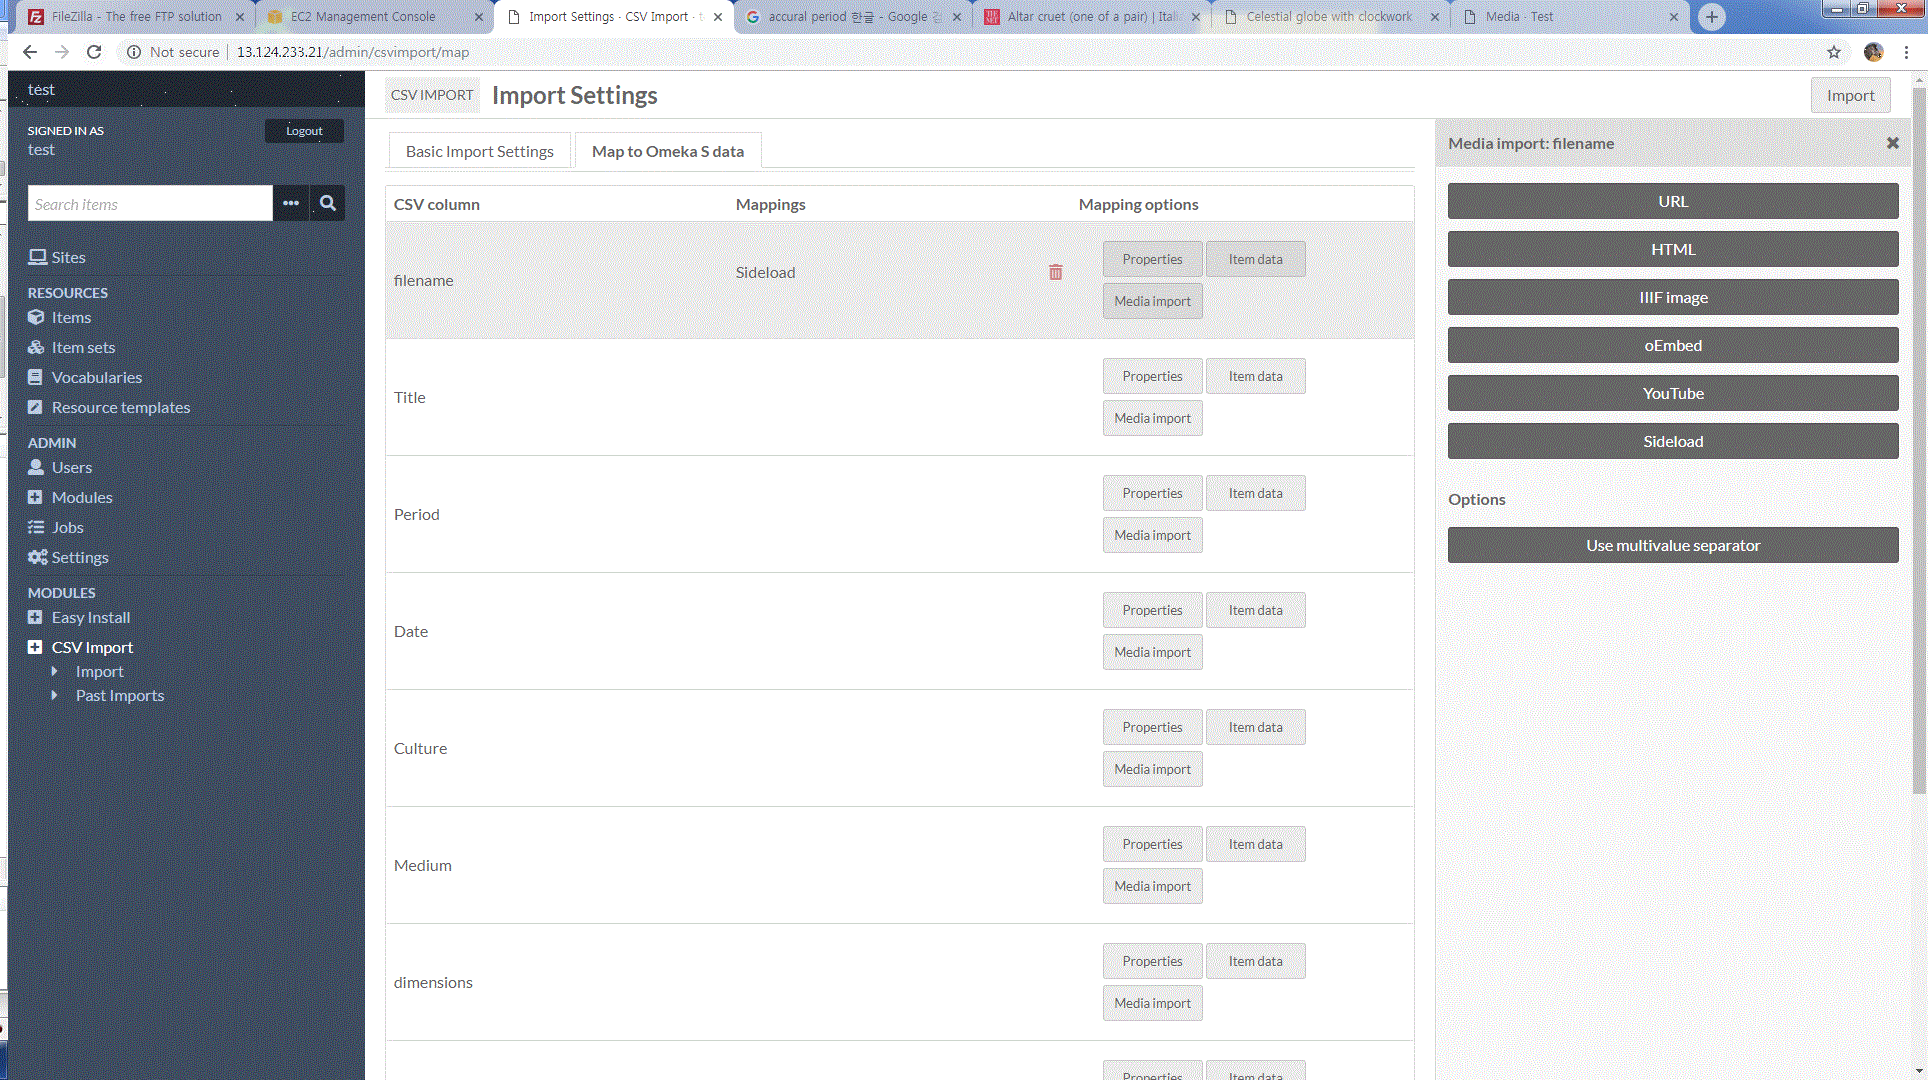 FileZilla - The free FTP solution
EC2 Management Console
Import Settings · CSV Import · t
accural period 한글 - Google 검
Altar cruet (one of a pair) | Itali
Celestial globe with clockwork
Media · Test
Not secure | 13.124.233.21/admin/csvimport/map
test
SIGNED IN AS
test
Logout
Search items
Sites
RESOURCES
Items
Item sets
Vocabularies
Resource templates
ADMIN
Users
Modules
Jobs
Settings
MODULES
Easy Install
CSV Import
Import
Past Imports
CSV IMPORT Import Settings
Import
Basic Import Settings
Map to Omeka S data
CSV column Mappings Mapping options
filename Sideload
Properties Item data
Media import
Title
Properties Item data
Media import
Period
Properties Item data
Media import
Date
Properties Item data
Media import
Culture
Properties Item data
Media import
Medium
Properties Item data
Media import
dimensions
Properties Item data
Media import
Properties Item data
Media import: filename
URL
HTML
IIIF image
oEmbed
YouTube
Sideload
Options
Use multivalue separator